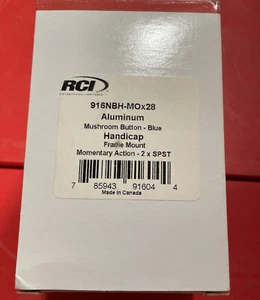 RCI
916NBH-MOx28
Aluminum
Mushroom Button - Blue
Handicap
Frame Mount
Momentary Action - 2 x SPST
7 85943 91604 4
Made in Canada